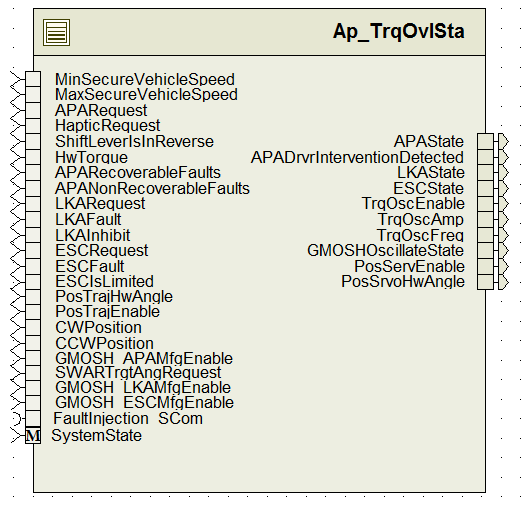 Ap_TrqOvlSta
MinSecureVehicleSpeed
MaxSecureVehicleSpeed
APARequest
HapticRequest
ShiftLeverIsInReverse
HwTorque
APARecoverableFaults
APANonRecoverableFaults
LKARequest
LKAFault
LKAInhibit
ESCRequest
ESCFault
ESCIsLimited
PosTrajHwAngle
PosTrajEnable
CWPosition
CCWPosition
GMOSH_APAMfgEnable
SWARTrgtAngRequest
GMOSH_LKAMfgEnable
GMOSH_ESCMfgEnable
FaultInjection_SCom
M SystemState
APAState
APADrvrInterventionDetected
LKAState
ESCState
TrqOscEnable
TrqOscAmp
TrqOscFreq
GMOSHOscillateState
PosServEnable
PosSrvoHwAngle